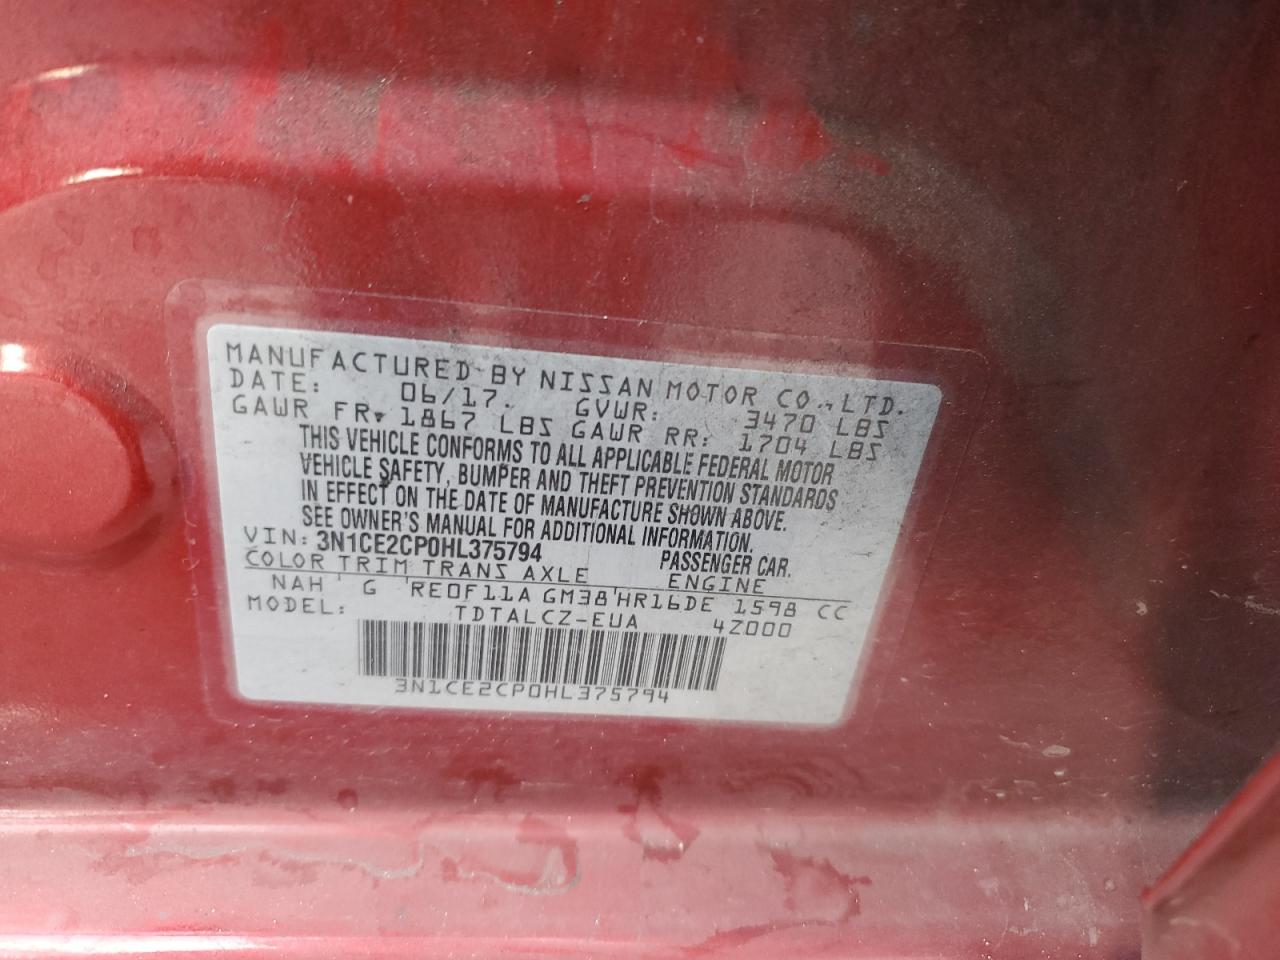 MANUFACTURED BY NISSAN MOTOR CO., LTD.
DATE: 06/17. GVWR: 3470 LBS
GAWR FR: 1867 LBS GAWR RR: 1704 LBS
THIS VEHICLE CONFORMS TO ALL APPLICABLE FEDERAL MOTOR
VEHICLE SAFETY, BUMPER AND THEFT PREVENTION STANDARDS
IN EFFECT ON THE DATE OF MANUFACTURE SHOWN ABOVE.
SEE OWNER'S MANUAL FOR ADDITIONAL INFORMATION.
VIN: 3N1CE2CP0HL375794 PASSENGER CAR.
COLOR TRIM TRANS AXLE ENGINE
NAH G RE0F11A GM38 HR16DE 1598 CC
MODEL: TDTALCZ-EUA 4Z000
3N1CE2CP0HL375794